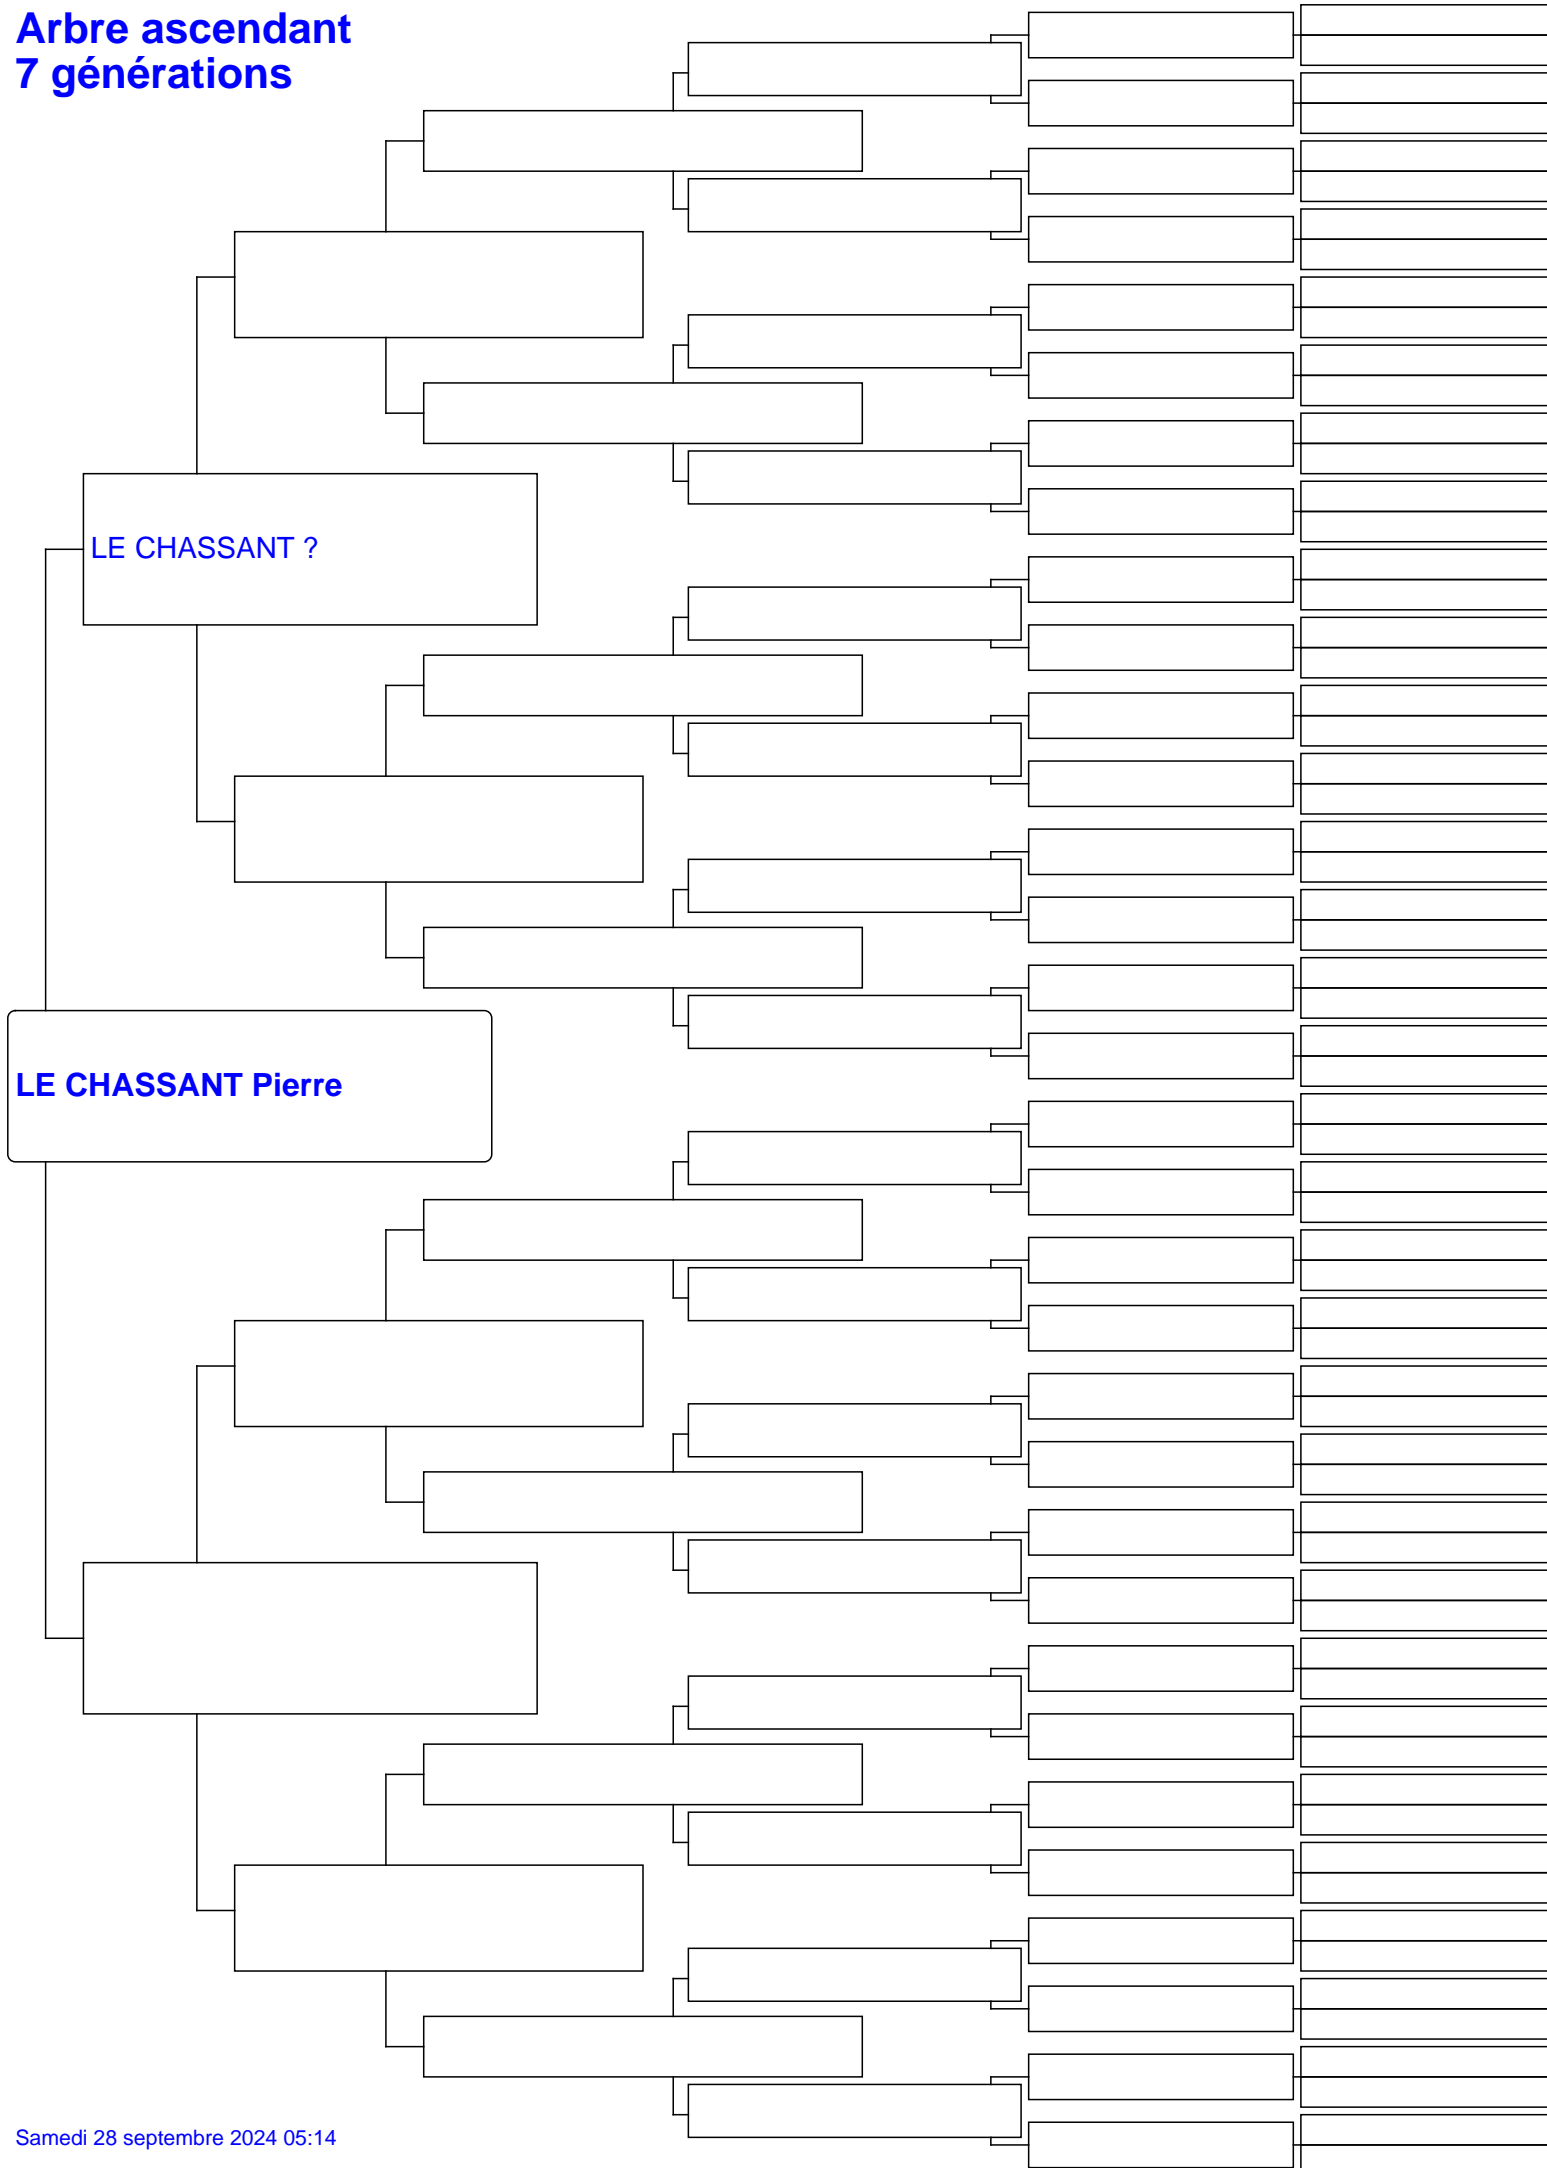 Arbre ascendant
7 générations
LE CHASSANT ?
LE CHASSANT Pierre
Samedi 28 septembre 2024 05:14